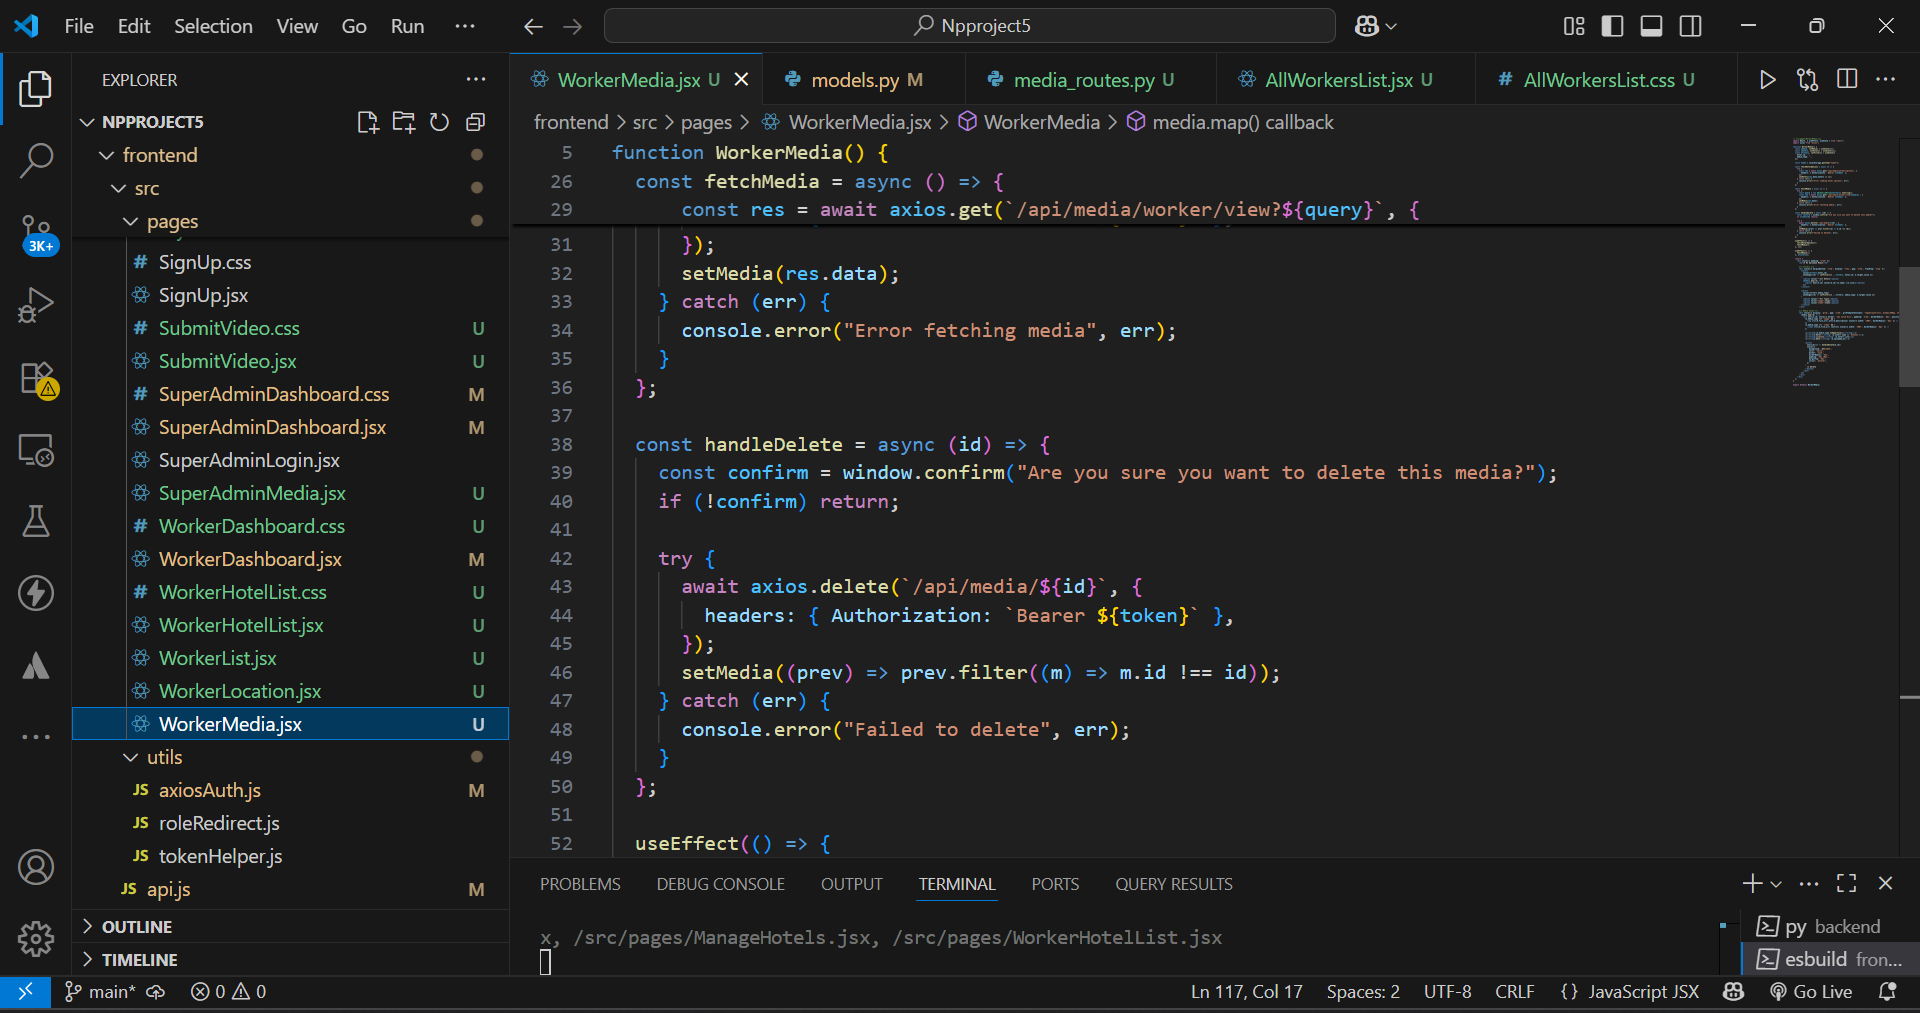 File Edit Selection View Go Run ···
Npproject5
EXPLORER
NPPROJECT5
frontend
src
pages
SignUp.css
SignUp.jsx
SubmitVideo.css U
SubmitVideo.jsx U
SuperAdminDashboard.css M
SuperAdminDashboard.jsx M
SuperAdminLogin.jsx
SuperAdminMedia.jsx U
WorkerDashboard.css U
WorkerDashboard.jsx M
WorkerHotelList.css U
WorkerHotelList.jsx U
WorkerList.jsx U
WorkerLocation.jsx U
WorkerMedia.jsx U
utils
JS axiosAuth.js M
JS roleRedirect.js
JS tokenHelper.js
JS api.js M
OUTLINE
TIMELINE
3K+
WorkerMedia.jsx U models.py M media_routes.py U AllWorkersList.jsx U # AllWorkersList.css U
frontend > src > pages > WorkerMedia.jsx > WorkerMedia > media.map() callback
5 function WorkerMedia() {
26 const fetchMedia = async () => {
29 const res = await axios.get(`/api/media/worker/view?${query}`, {
31 });
32 setMedia(res.data);
33 } catch (err) {
34 console.error("Error fetching media", err);
35 }
36 };
37
38 const handleDelete = async (id) => {
39 const confirm = window.confirm("Are you sure you want to delete this media?");
40 if (!confirm) return;
41
42 try {
43 await axios.delete(`/api/media/${id}`, {
44 headers: { Authorization: `Bearer ${token}` },
45 });
46 setMedia((prev) => prev.filter((m) => m.id !== id));
47 } catch (err) {
48 console.error("Failed to delete", err);
49 }
50 };
51
52 useEffect(() => {
PROBLEMS DEBUG CONSOLE OUTPUT TERMINAL PORTS QUERY RESULTS
x, /src/pages/ManageHotels.jsx, /src/pages/WorkerHotelList.jsx
py backend
esbuild fron...
main* 0 0 Ln 117, Col 17 Spaces: 2 UTF-8 CRLF {} JavaScript JSX Go Live